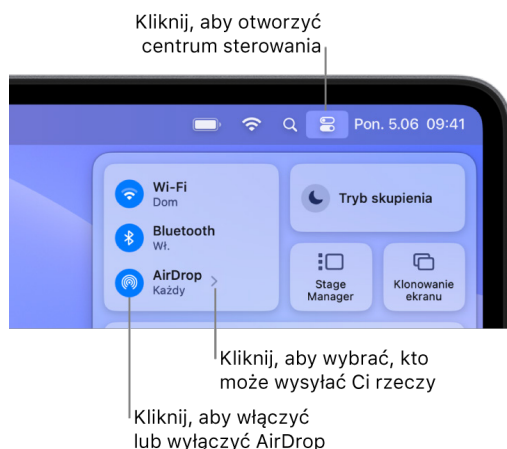 Kliknij, aby otworzyć
centrum sterowania
Pon. 5.06 09:41
Wi-Fi
Dom
Tryb skupienia
Bluetooth
Wł.
AirDrop
Każdy
Stage
Manager
Klonowanie
ekranu
Kliknij, aby wybrać, kto
może wysyłać Ci rzeczy
Kliknij, aby włączyć
lub wyłączyć AirDrop